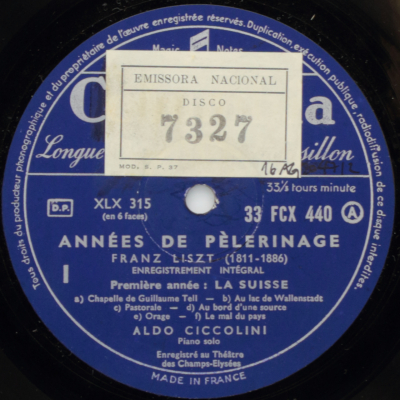 Tous droits du producteur phonographique et du propriétaire de l'œuvre enregistrée réservés. Duplication, exécution publique, radiodiffusion de ce disque interdites.
Magic Notes
EMISSORA NACIONAL
DISCO
7327
MOD. S. P. 37
C a
Longue sillon
16 Ag
33⅓ tours minute
D.P.
XLX 315
(en 6 faces)
33 FCX 440 A
ANNÉES DE PÈLERINAGE
FRANZ LISZT (1811-1886)
ENREGISTREMENT INTÉGRAL
I
Première année : LA SUISSE
a) Chapelle de Guillaume Tell - b) Au lac de Wallenstadt
c) Pastorale - d) Au bord d'une source
e) Orage - f) Le mal du pays
ALDO CICCOLINI
Piano solo
Enregistré au Théâtre
des Champs-Elysées
MADE IN FRANCE